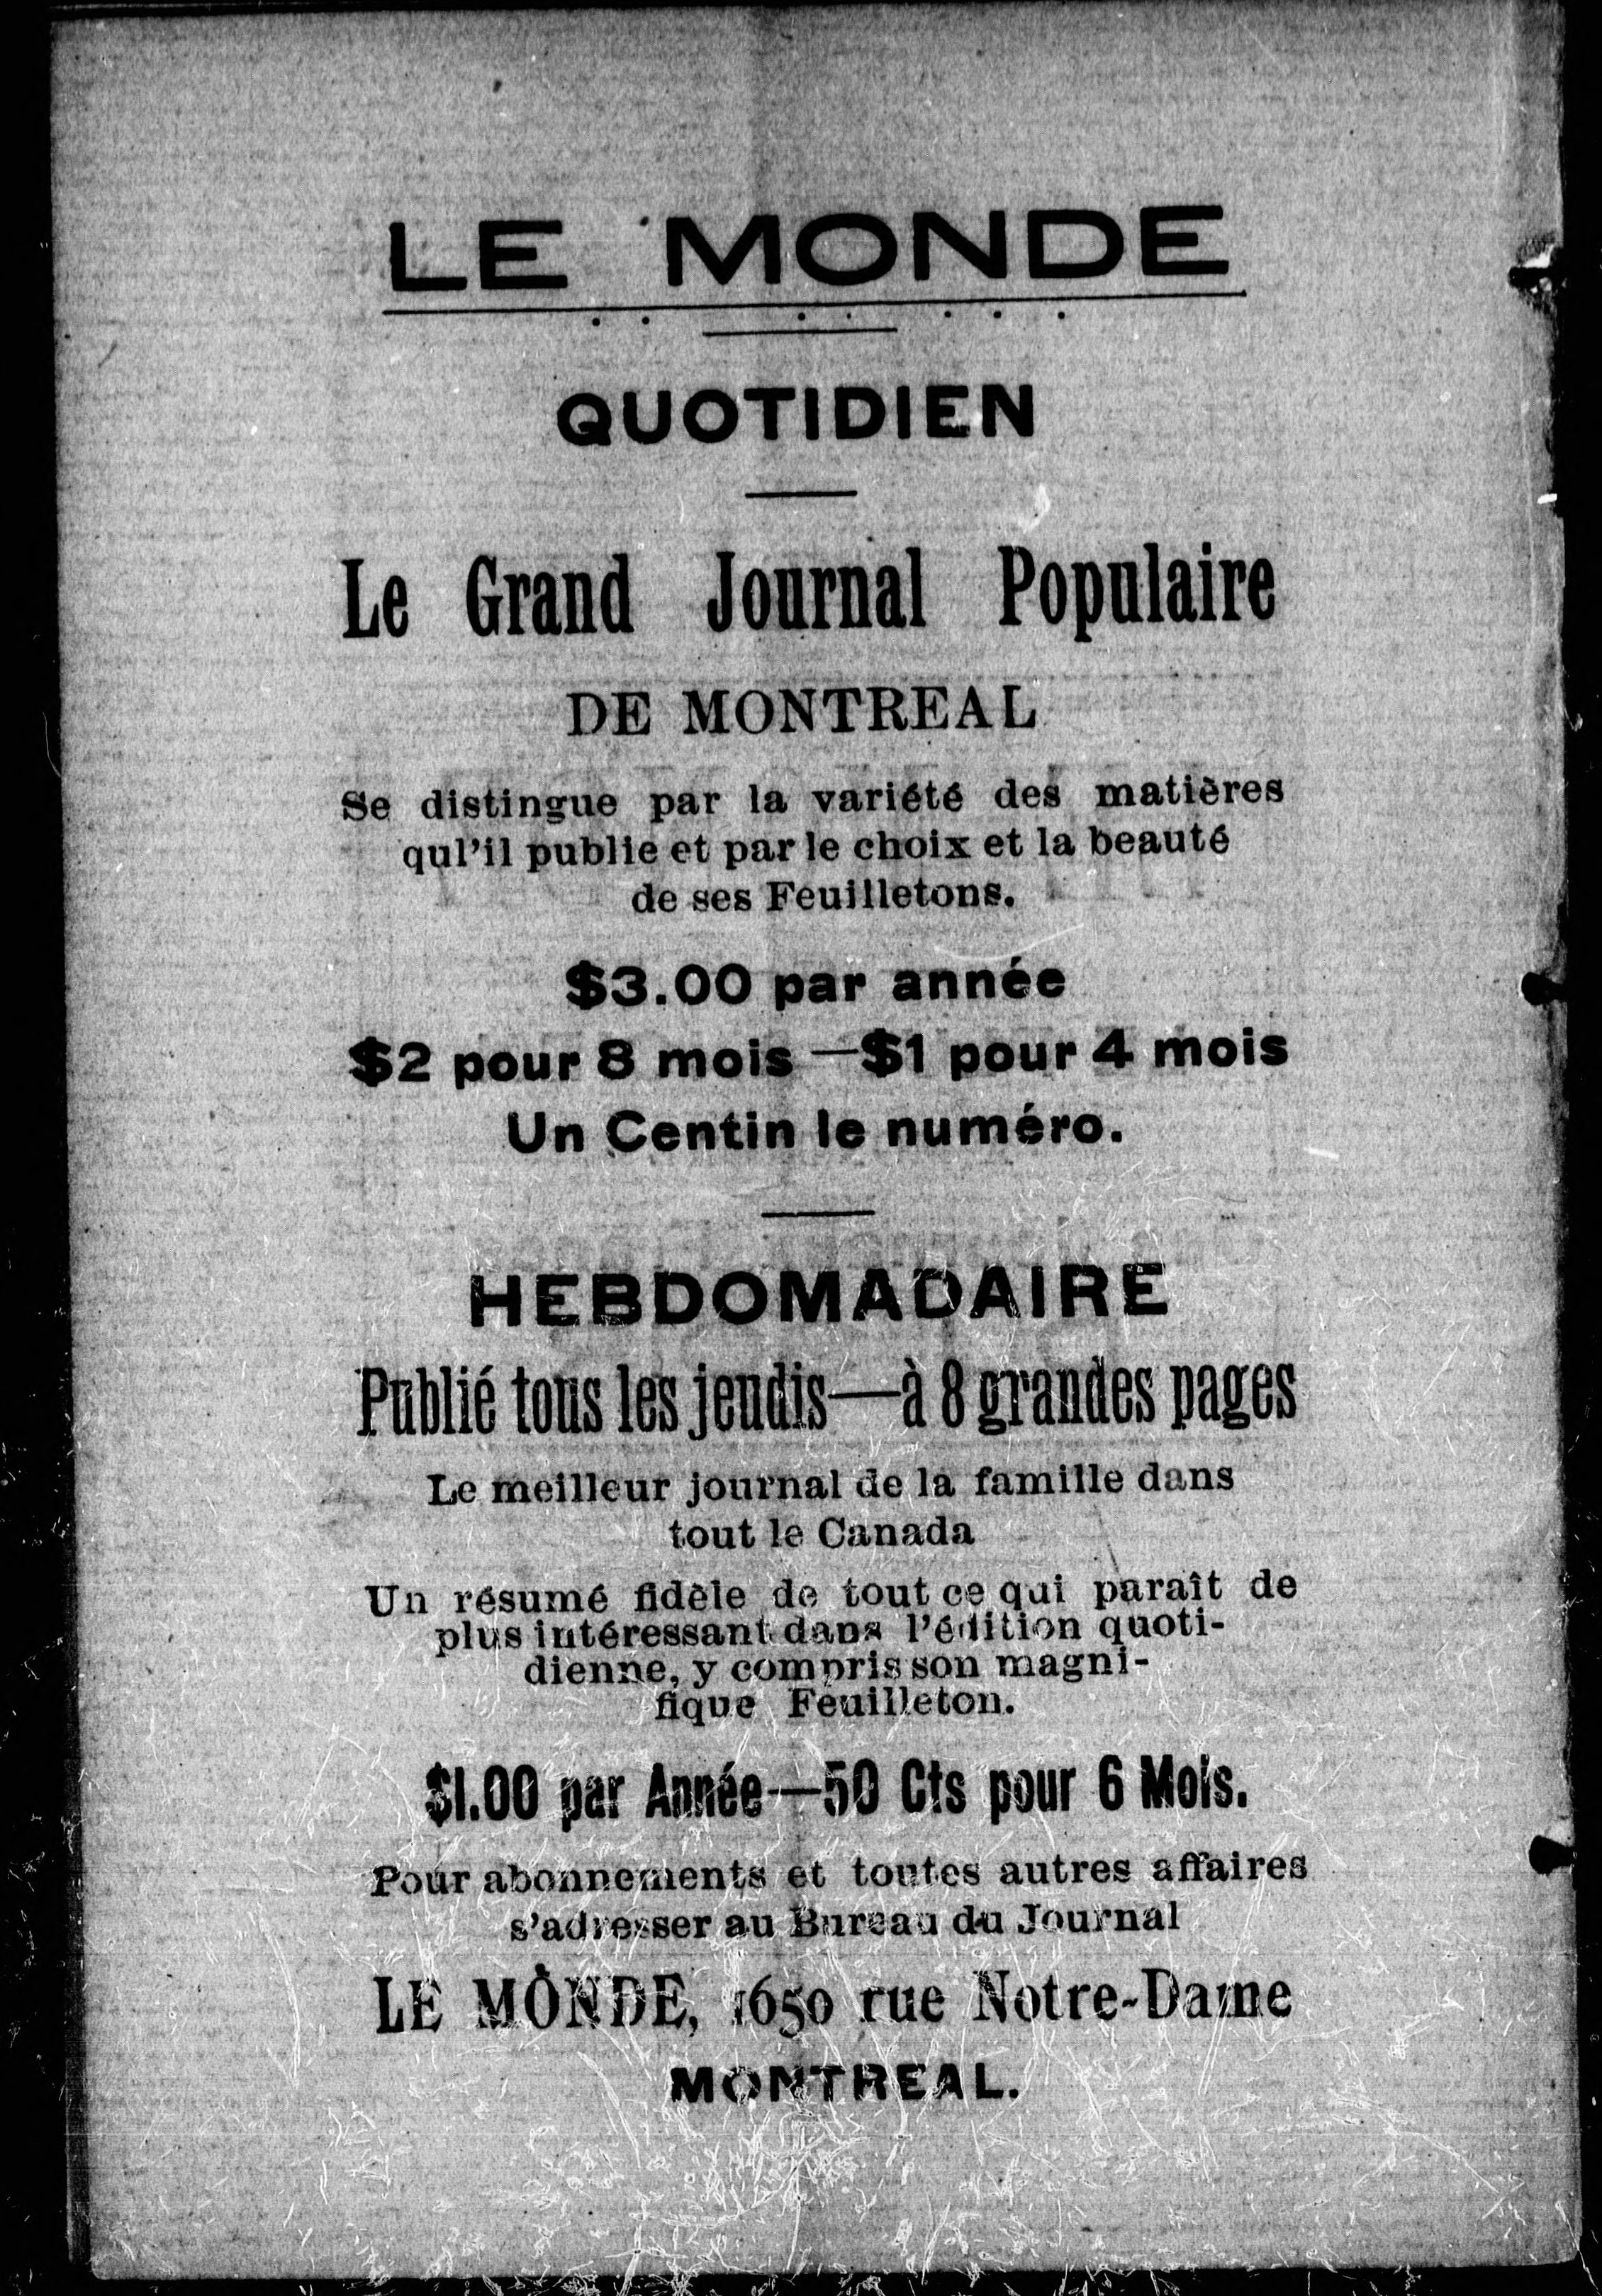 LE MONDE
QUOTIDIEN
Le Grand Journal Populaire
DE MONTREAL
Se distingue par la variété des matières
qul'il publie et par le choix et la beauté
de ses Feuilletons.
$3.00 par année
$2 pour 8 mois —$1 pour 4 mois
Un Centin le numéro.
HEBDOMADAIRE
Publié tous les jeudis—à 8 grandes pages
Le meilleur journal de la famille dans
tout le Canada
Un résumé fidèle de tout ce qui paraît de
plus intéressant dans l'édition quoti-
dienne, y compris son magni-
fique Feuilleton.
$1.00 par Année—50 Cts pour 6 Mois.
Pour abonnements et toutes autres affaires
s'adresser au Bureau du Journal
LE MONDE, 1650 rue Notre-Dame
MONTREAL.